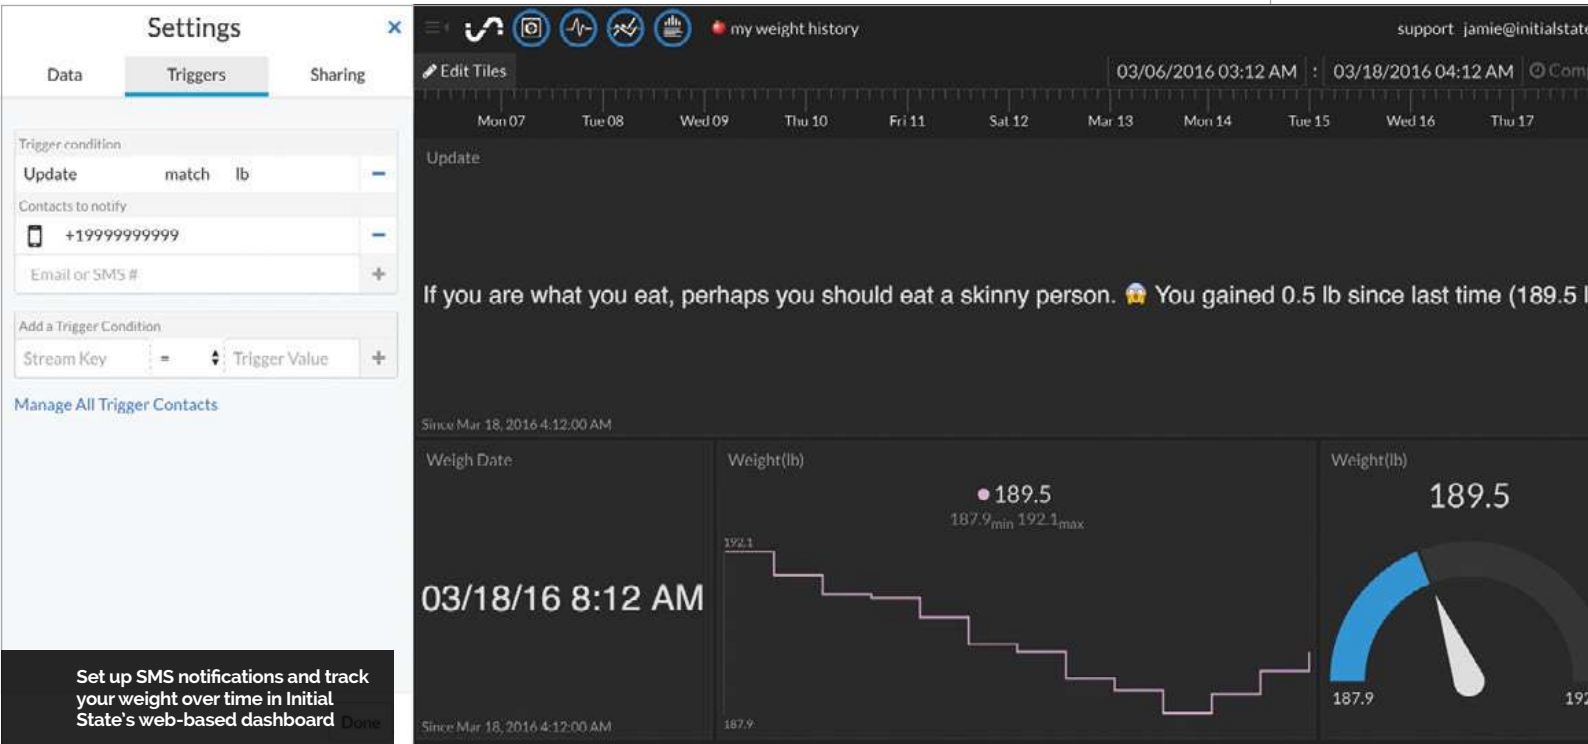 Settings
×
Data Triggers Sharing
Trigger condition
Update match lb
Contacts to notify
+19999999999
Email or SMS #
Add a Trigger Condition
Stream Key = Trigger Value
Manage All Trigger Contacts
Done
Set up SMS notifications and track
your weight over time in Initial
State's web-based dashboard
my weight history
support jamie@initialstate
Edit Tiles
03/06/2016 03:12 AM : 03/18/2016 04:12 AM
Mon 07 Tue 08 Wed 09 Thu 10 Fri 11 Sat 12 Mar 13 Mon 14 Tue 15 Wed 16 Thu 17
Update
If you are what you eat, perhaps you should eat a skinny person. 😱 You gained 0.5 lb since last time (189.5 l
Since Mar 18, 2016 4:12:00 AM
Weigh Date
03/18/16 8:12 AM
Since Mar 18, 2016 4:12:00 AM
Weight(lb)
189.5
187.9min 192.1max
192.1
187.9
Weight(lb)
189.5
187.9 192